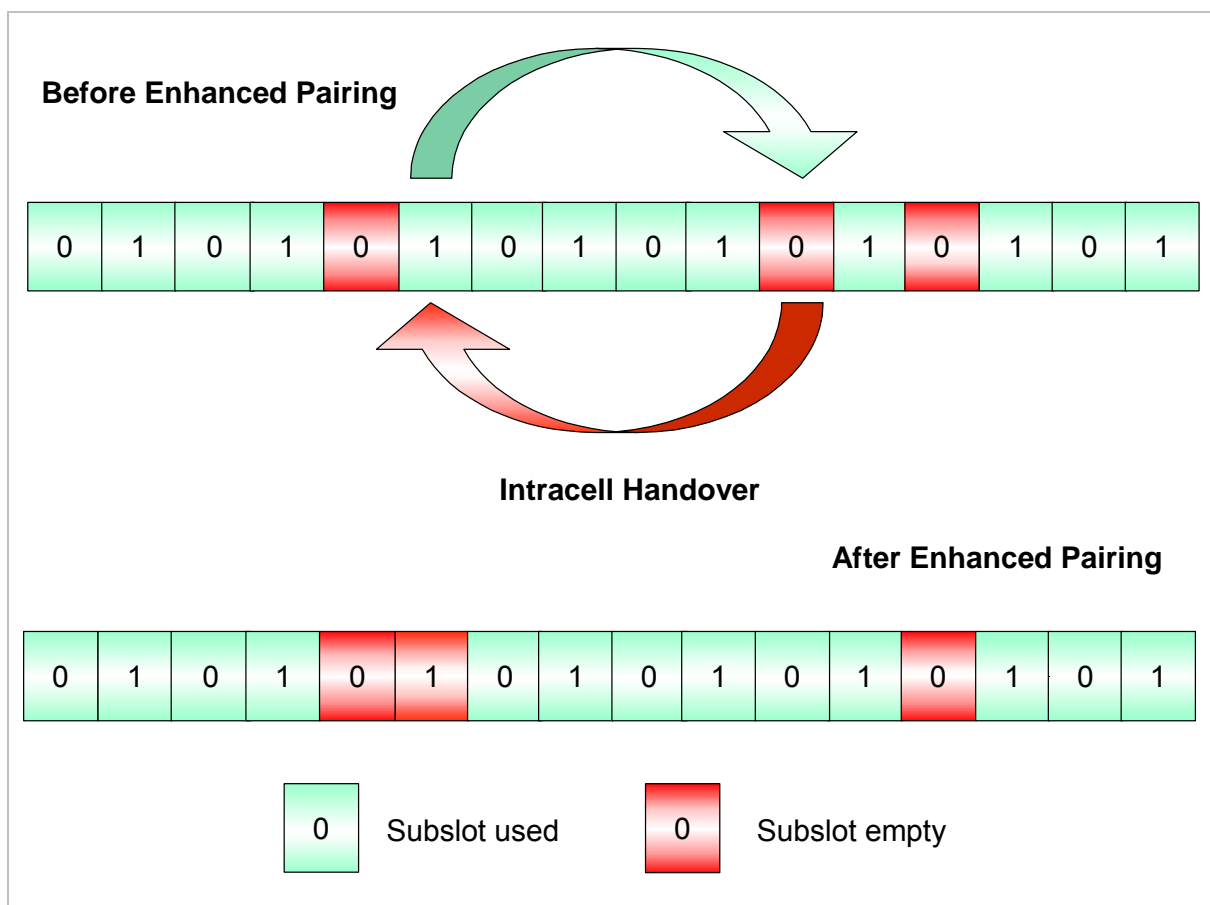 Before Enhanced Pairing
0 1 0 1 0 1 0 1 0 1 0 1 0 1 0 1
Intracell Handover
After Enhanced Pairing
0 1 0 1 0 1 0 1 0 1 0 1 0 1 0 1
0 Subslot used 0 Subslot empty